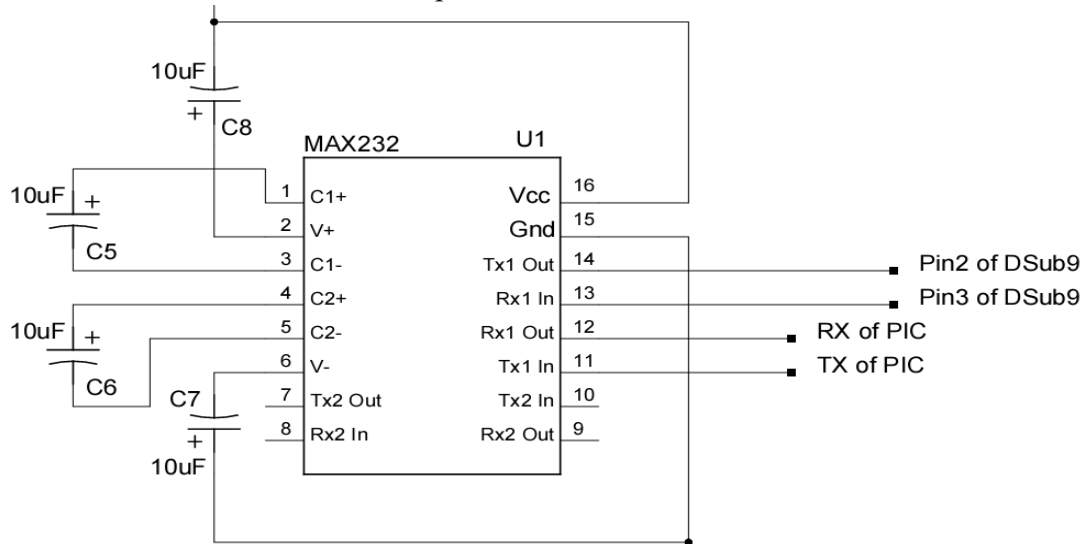 10uF
+
C8
MAX232
U1
10uF
+
C5
1 C1+
2 V+
3 C1-
4 C2+
5 C2-
6 V-
7 Tx2 Out
8 Rx2 In
Vcc 16
Gnd 15
Tx1 Out 14
Rx1 In 13
Rx1 Out 12
Tx1 In 11
Tx2 In 10
Rx2 Out 9
10uF
+
C6
C7
+
10uF
Pin2 of DSub9
Pin3 of DSub9
RX of PIC
TX of PIC